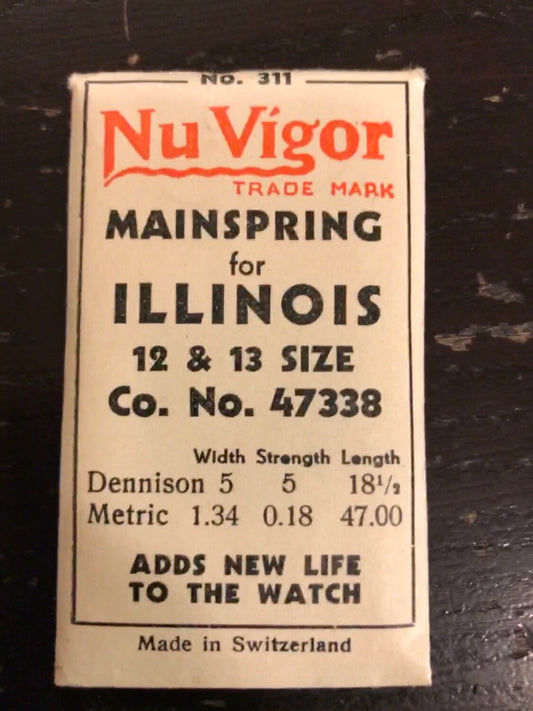 No. 311
Nu Vigor
TRADE MARK
MAINSPRING
for
ILLINOIS
12 & 13 SIZE
Co. No. 47338
Width Strength Length
Dennison 5 5 18½
Metric 1.34 0.18 47.00
ADDS NEW LIFE
TO THE WATCH
Made in Switzerland